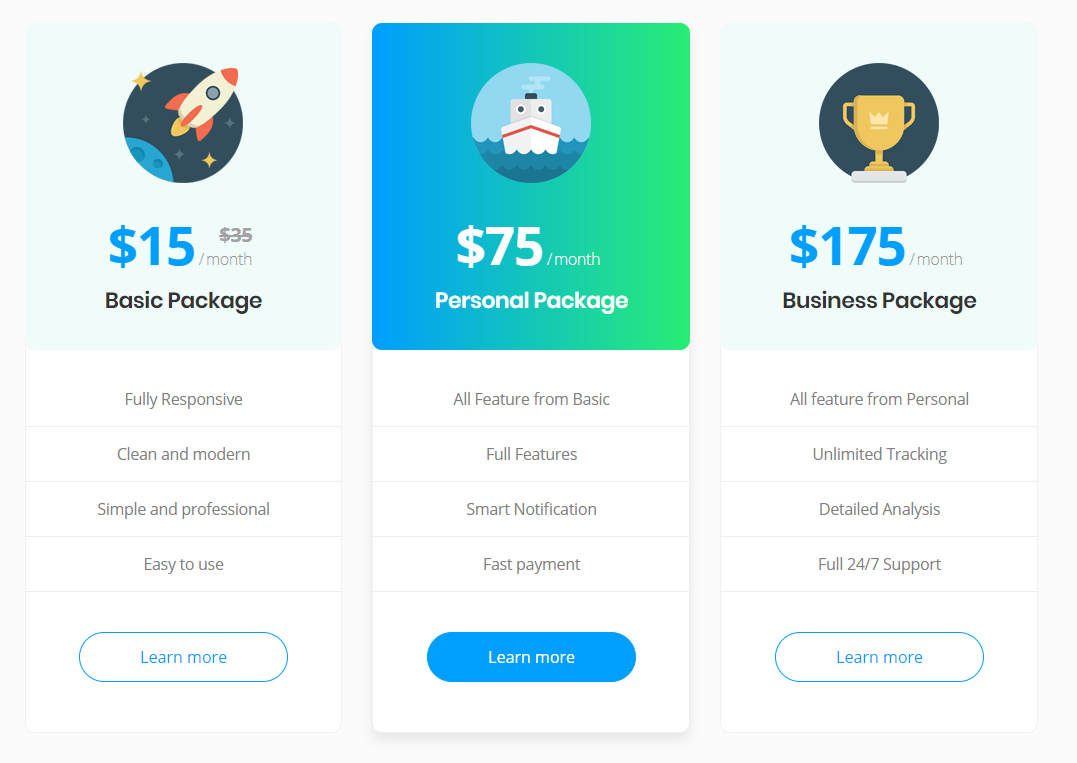 $15 $35 /month
Basic Package
Fully Responsive
Clean and modern
Simple and professional
Easy to use
Learn more
$75 /month
Personal Package
All Feature from Basic
Full Features
Smart Notification
Fast payment
Learn more
$175 /month
Business Package
All feature from Personal
Unlimited Tracking
Detailed Analysis
Full 24/7 Support
Learn more